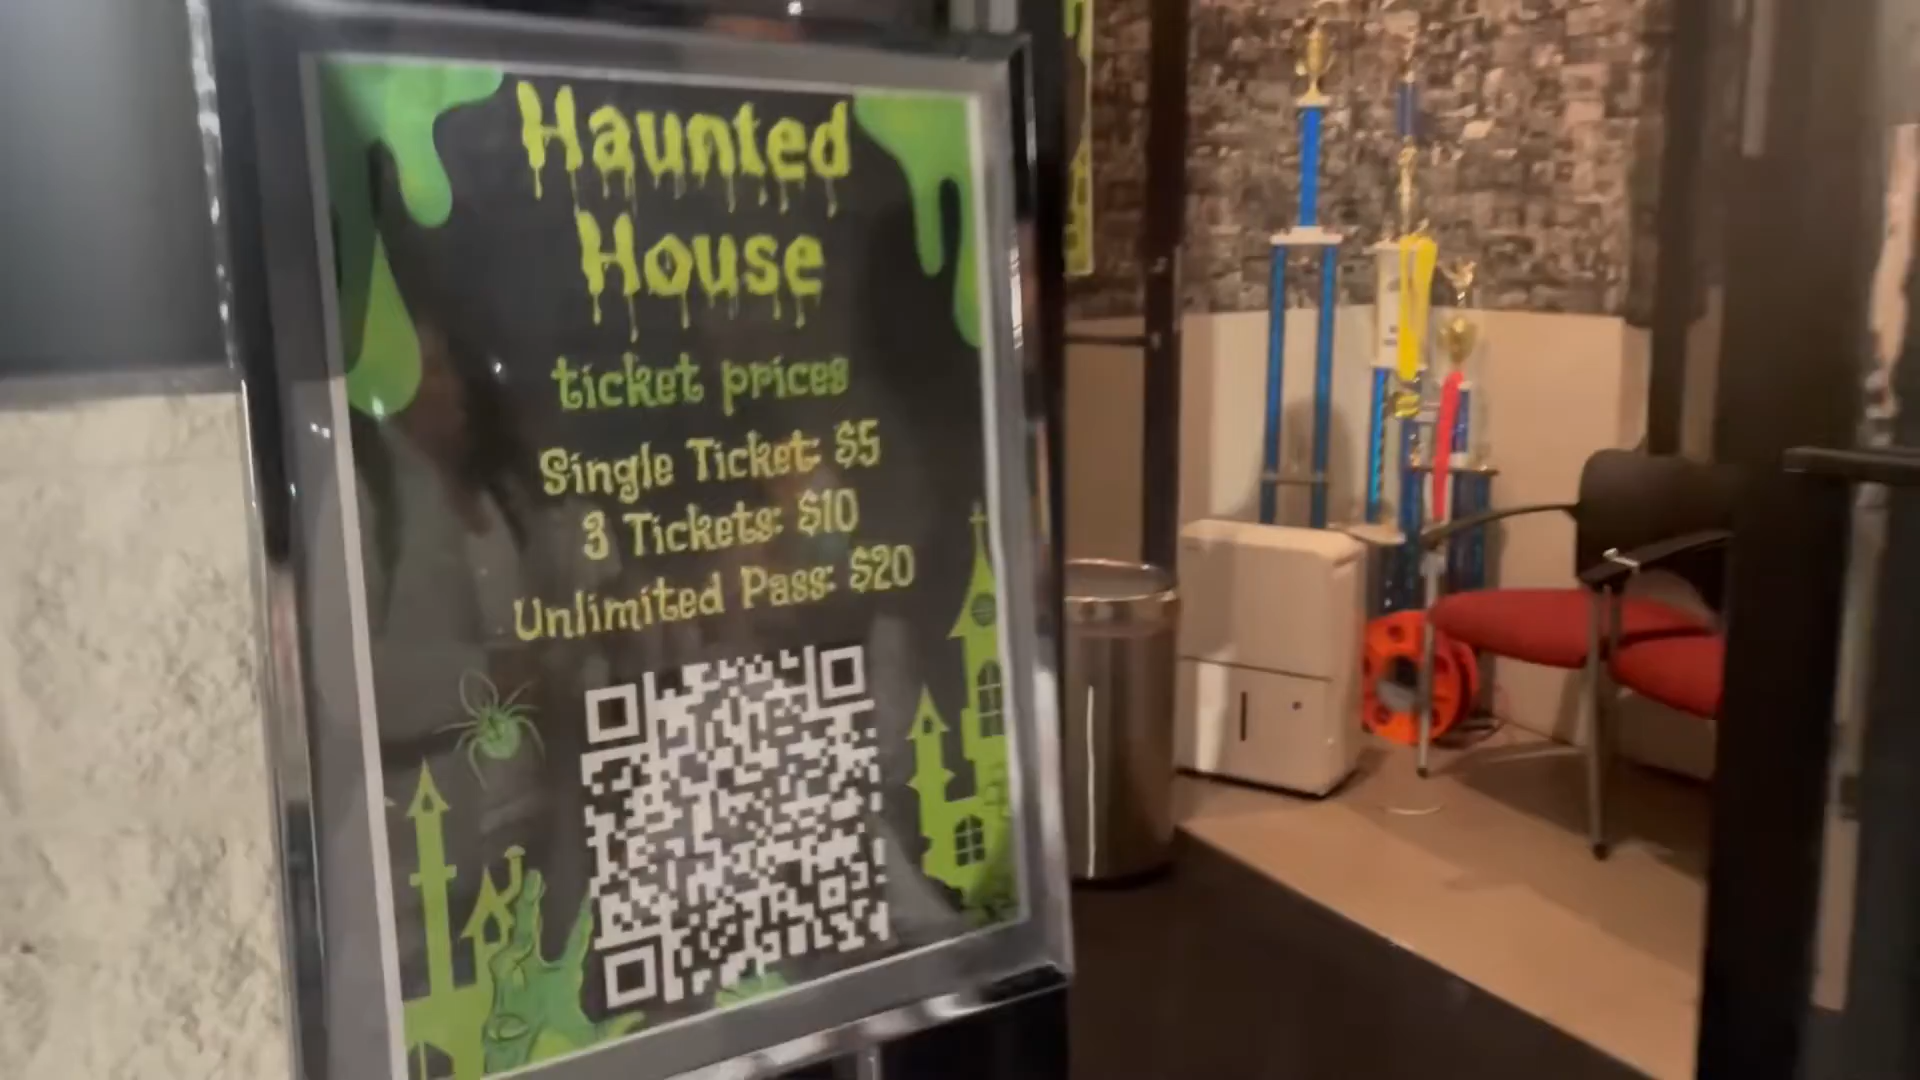 Haunted
House
ticket prices
Single Ticket: $5
3 Tickets: $10
Unlimited Pass: $20